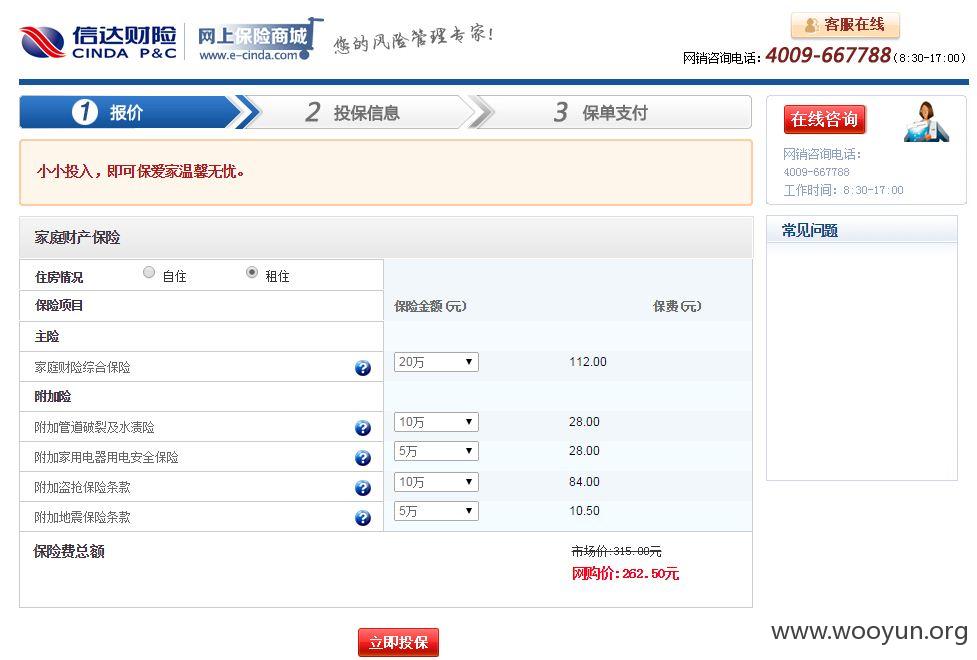 信达财险
CINDA P&C
网上保险商城
www.e-cinda.com
您的风险管理专家!
客服在线
网销咨询电话:4009-667788(8:30-17:00)
1 报价
2 投保信息
3 保单支付
在线咨询
网销咨询电话:
4009-667788
工作时间: 8:30-17:00
小小投入，即可保爱家温馨无忧。
常见问题
家庭财产保险
住房情况 自住 租住
保险项目 保险金额(元) 保费(元)
主险
家庭财险综合保险 ? 20万 112.00
附加险
附加管道破裂及水渍险 ? 10万 28.00
附加家用电器用电安全保险 ? 5万 28.00
附加盗抢保险条款 ? 10万 84.00
附加地震保险条款 ? 5万 10.50
保险费总额 市场价:315.00元
网购价:262.50元
立即投保
www.wooyun.org